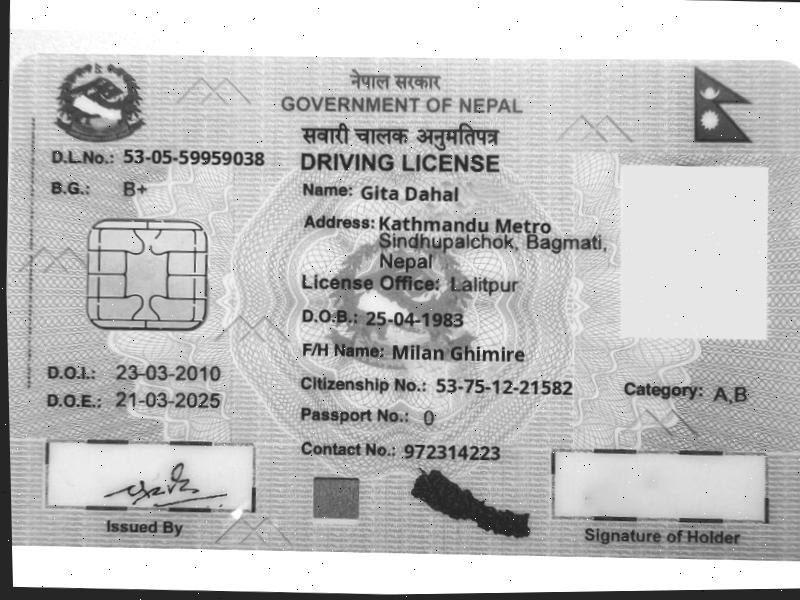 नेपाल सरकार
GOVERNMENT OF NEPAL
सवारी चालक अनुमतिपत्र
DRIVING LICENSE
D.L.No.: 53-05-59959038
B.G.: B+
Name: Gita Dahal
Address: Kathmandu Metro
Sindhupalchok, Bagmati,
Nepal
License Office: Lalitpur
D.O.B.: 25-04-1983
F/H Name: Milan Ghimire
D.O.I.: 23-03-2010
D.O.E.: 21-03-2025
Citizenship No.: 53-75-12-21582
Category: A,B
Passport No.: 0
Contact No.: 972314223
Issued By
Signature of Holder